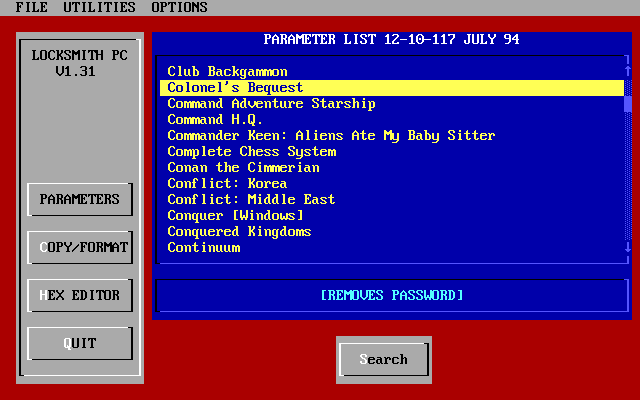 FILE UTILITIES OPTIONS
LOCKSMITH PC
V1.31
PARAMETERS
COPY/FORMAT
HEX EDITOR
QUIT
PARAMETER LIST 12-10-117 JULY 94
Club Backgammon
Colonel's Bequest
Command Adventure Starship
Command H.Q.
Commander Keen: Aliens Ate My Baby Sitter
Complete Chess System
Conan the Cimmerian
Conflict: Korea
Conflict: Middle East
Conquer [Windows]
Conquered Kingdoms
Continuum
[REMOVES PASSWORD]
Search